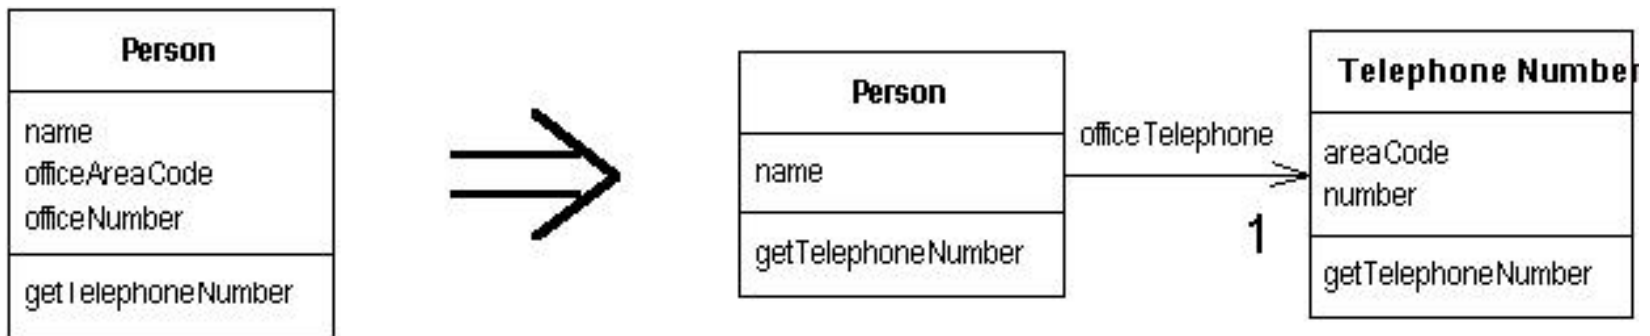 Person
name
officeAreaCode
officeNumber
getTelephoneNumber
Person
name
getTelephoneNumber
officeTelephone
1
Telephone Number
areaCode
number
getTelephoneNumber